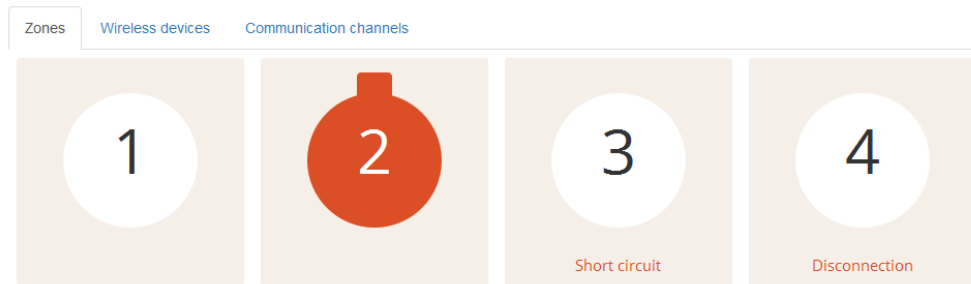 Zones Wireless devices Communication channels
1 2 3 4
Short circuit Disconnection